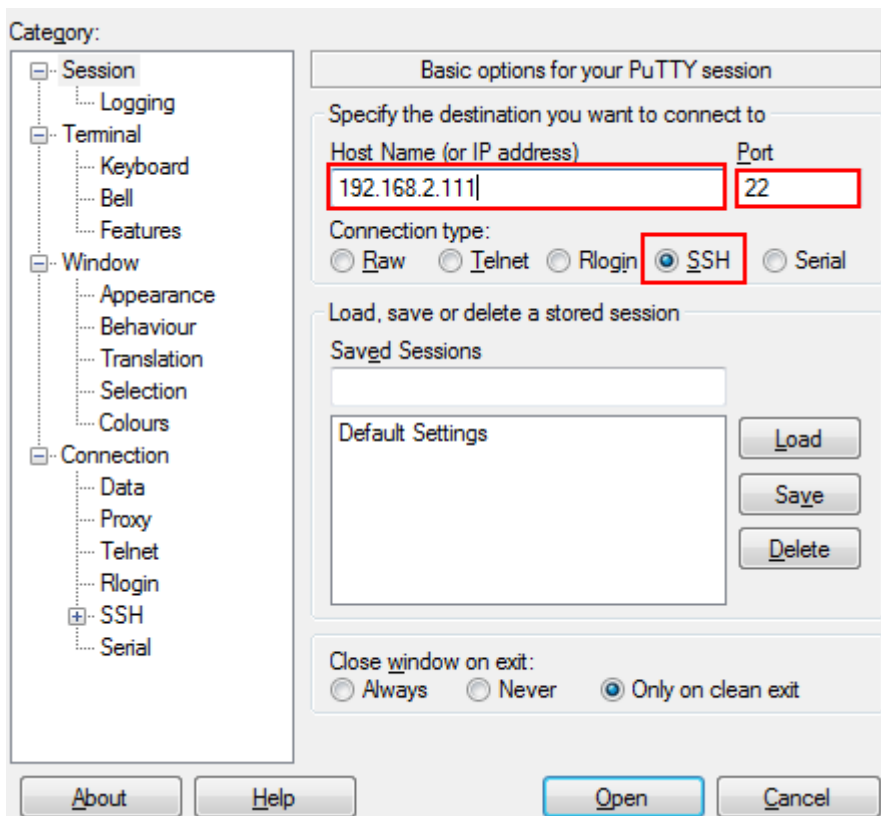 Category:
Session
Logging
Terminal
Keyboard
Bell
Features
Window
Appearance
Behaviour
Translation
Selection
Colours
Connection
Data
Proxy
Telnet
Rlogin
SSH
Serial
Basic options for your PuTTY session
Specify the destination you want to connect to
Host Name (or IP address) Port
192.168.2.111 22
Connection type:
Raw Telnet Rlogin SSH Serial
Load, save or delete a stored session
Saved Sessions
Default Settings
Load
Save
Delete
Close window on exit:
Always Never Only on clean exit
About Help Open Cancel